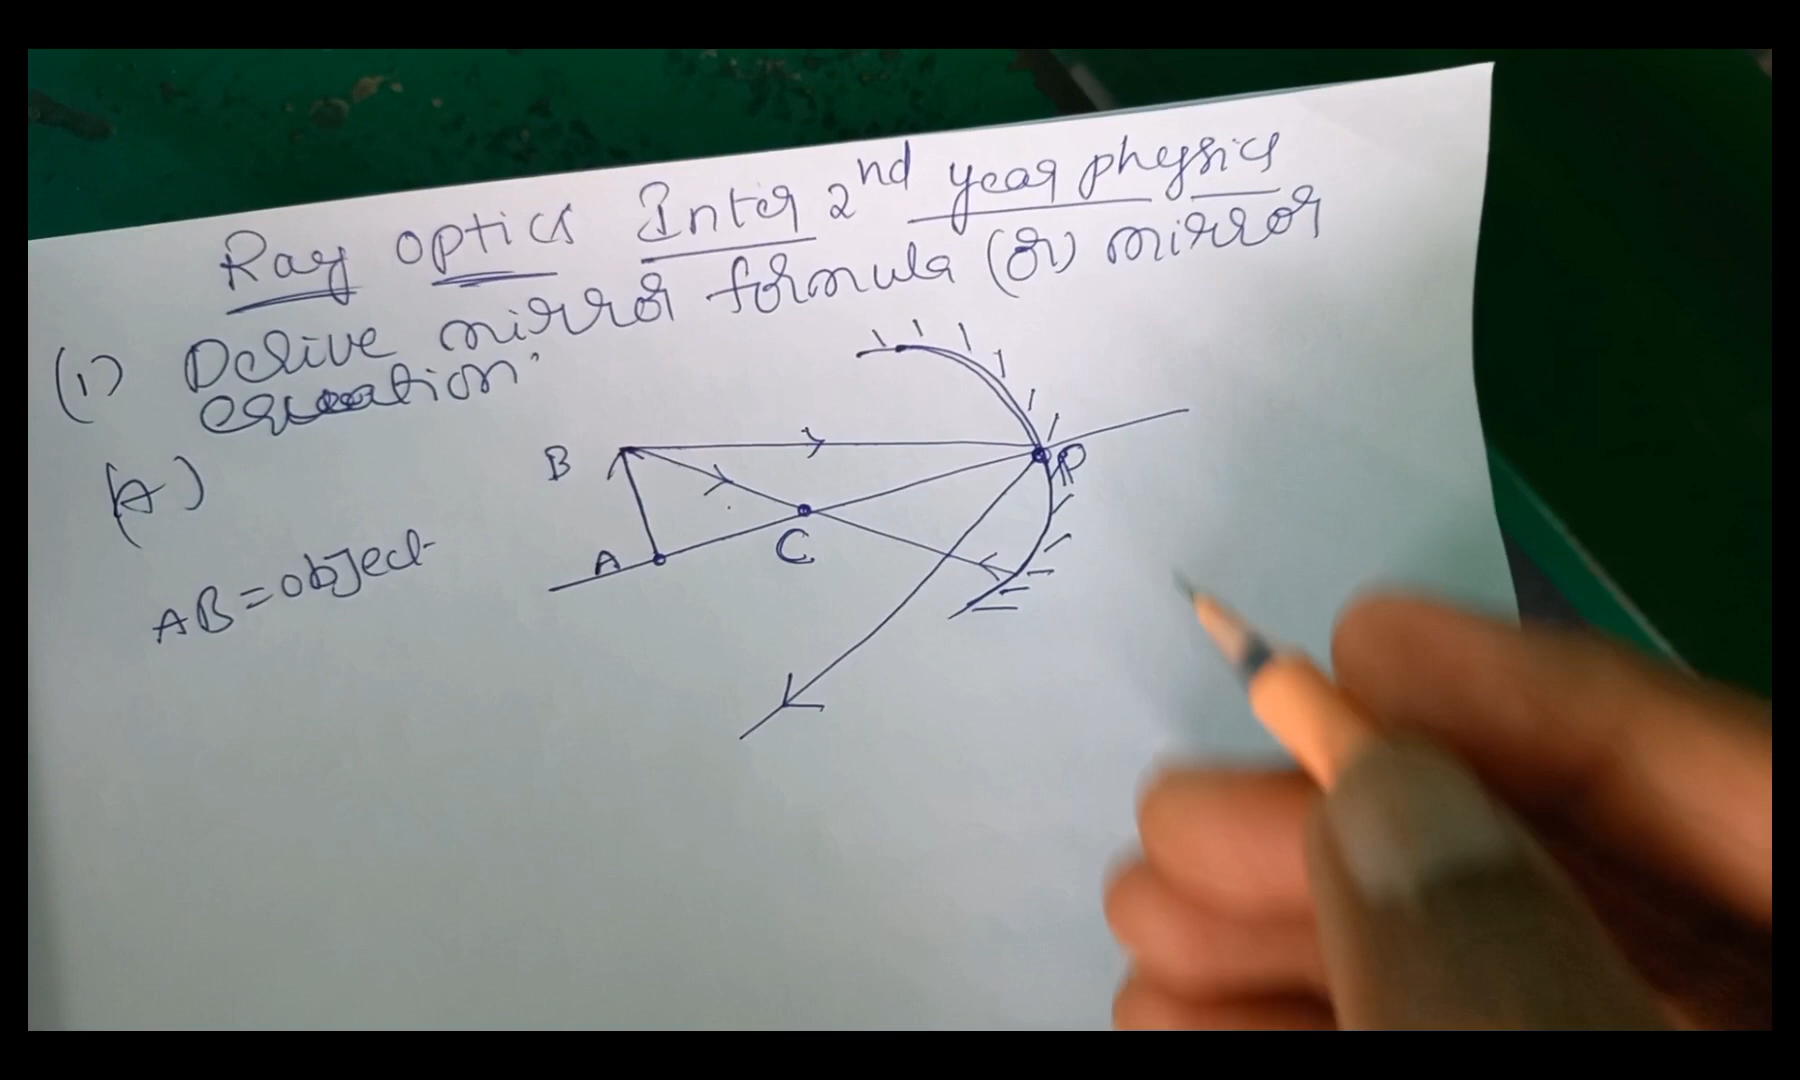 Ray optics Inter 2nd year physics
(1) Derive mirror formula (or) mirror
equation.
(A)
B
P
C
A
AB = object